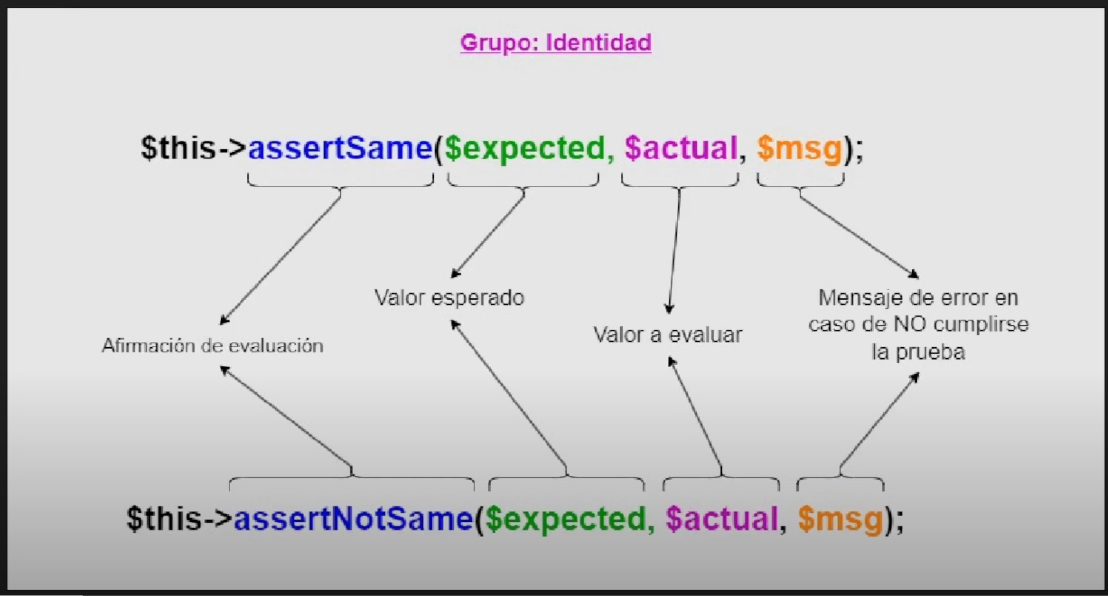 Grupo: Identidad
$this->assertSame($expected, $actual, $msg);
Valor esperado
Mensaje de error en
caso de NO cumplirse
la prueba
Valor a evaluar
Afirmación de evaluación
$this->assertNotSame($expected, $actual, $msg);